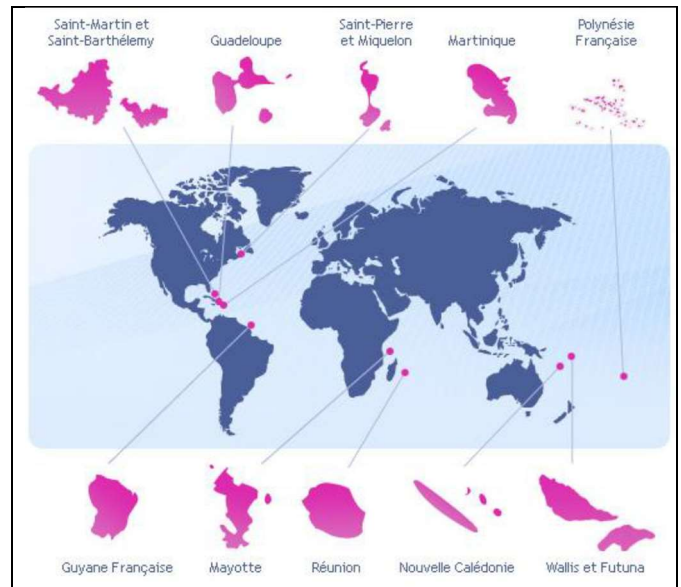 Saint-Martin et
Saint-Barthélemy
Guadeloupe
Saint-Pierre
et Miquelon
Martinique
Polynésie
Française
Guyane Française
Mayotte
Réunion
Nouvelle Calédonie
Wallis et Futuna